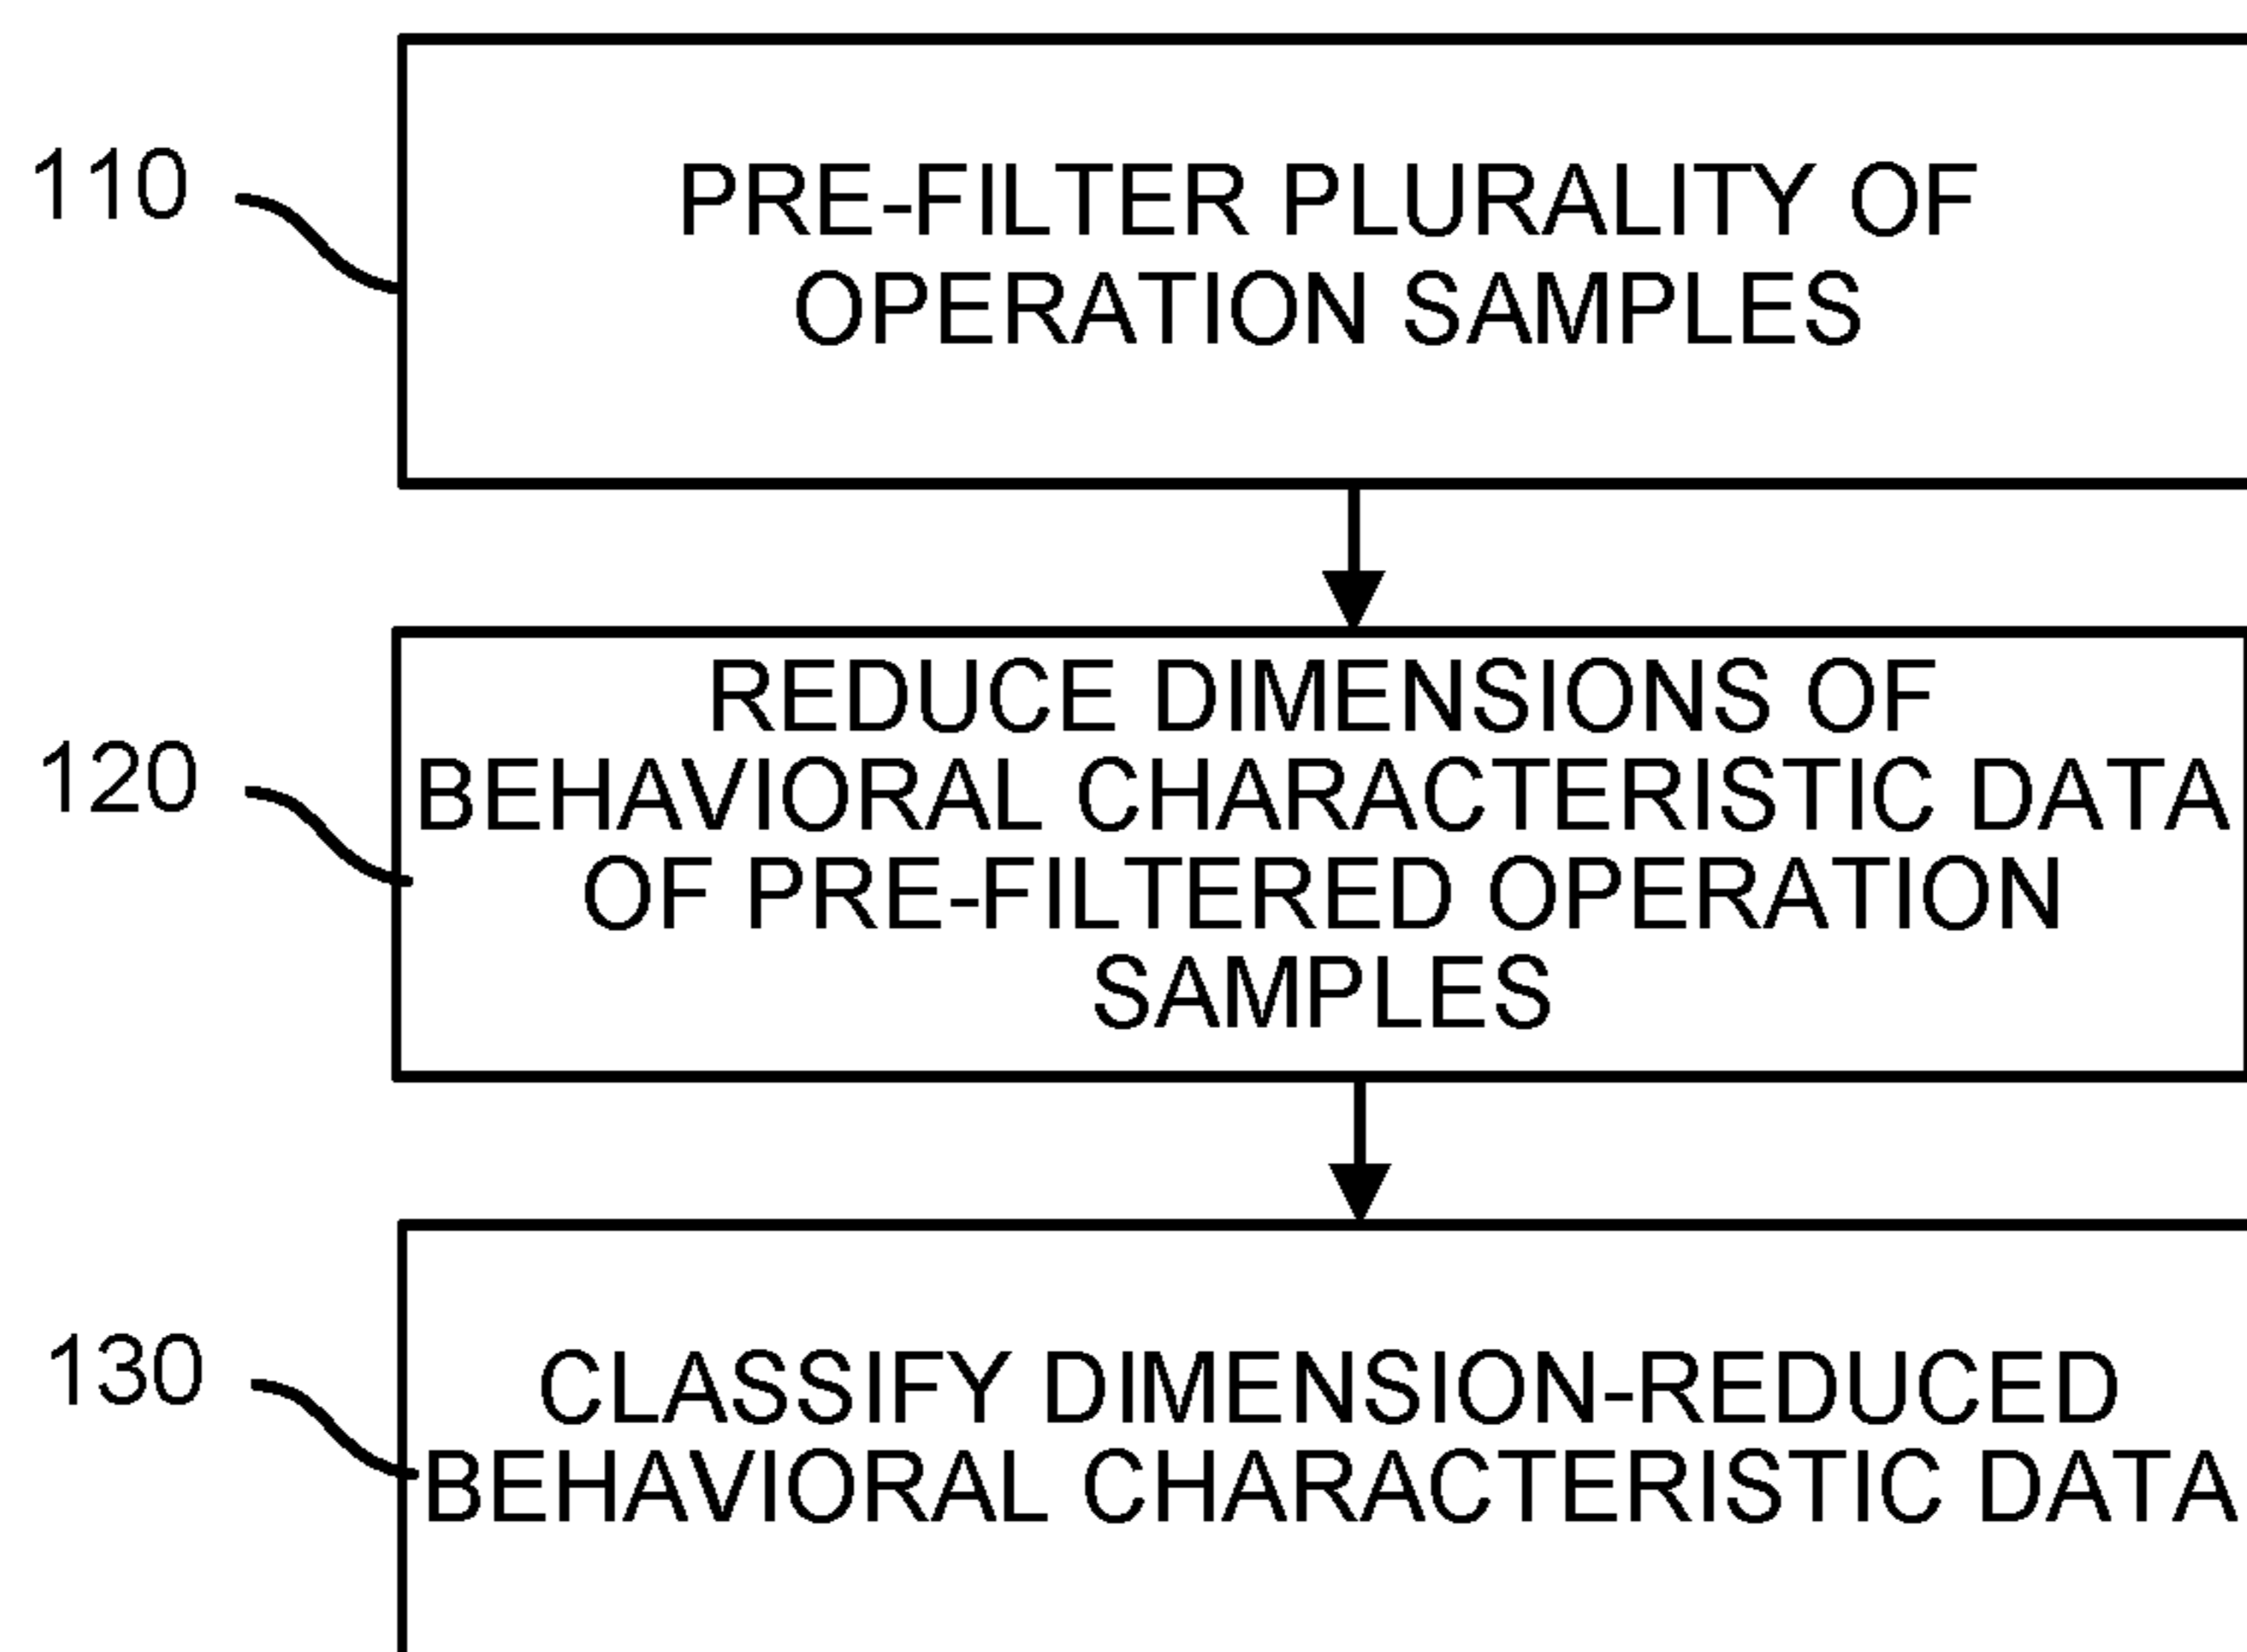 110
PRE-FILTER PLURALITY OF
OPERATION SAMPLES
120
REDUCE DIMENSIONS OF
BEHAVIORAL CHARACTERISTIC DATA
OF PRE-FILTERED OPERATION
SAMPLES
130
CLASSIFY DIMENSION-REDUCED
BEHAVIORAL CHARACTERISTIC DATA